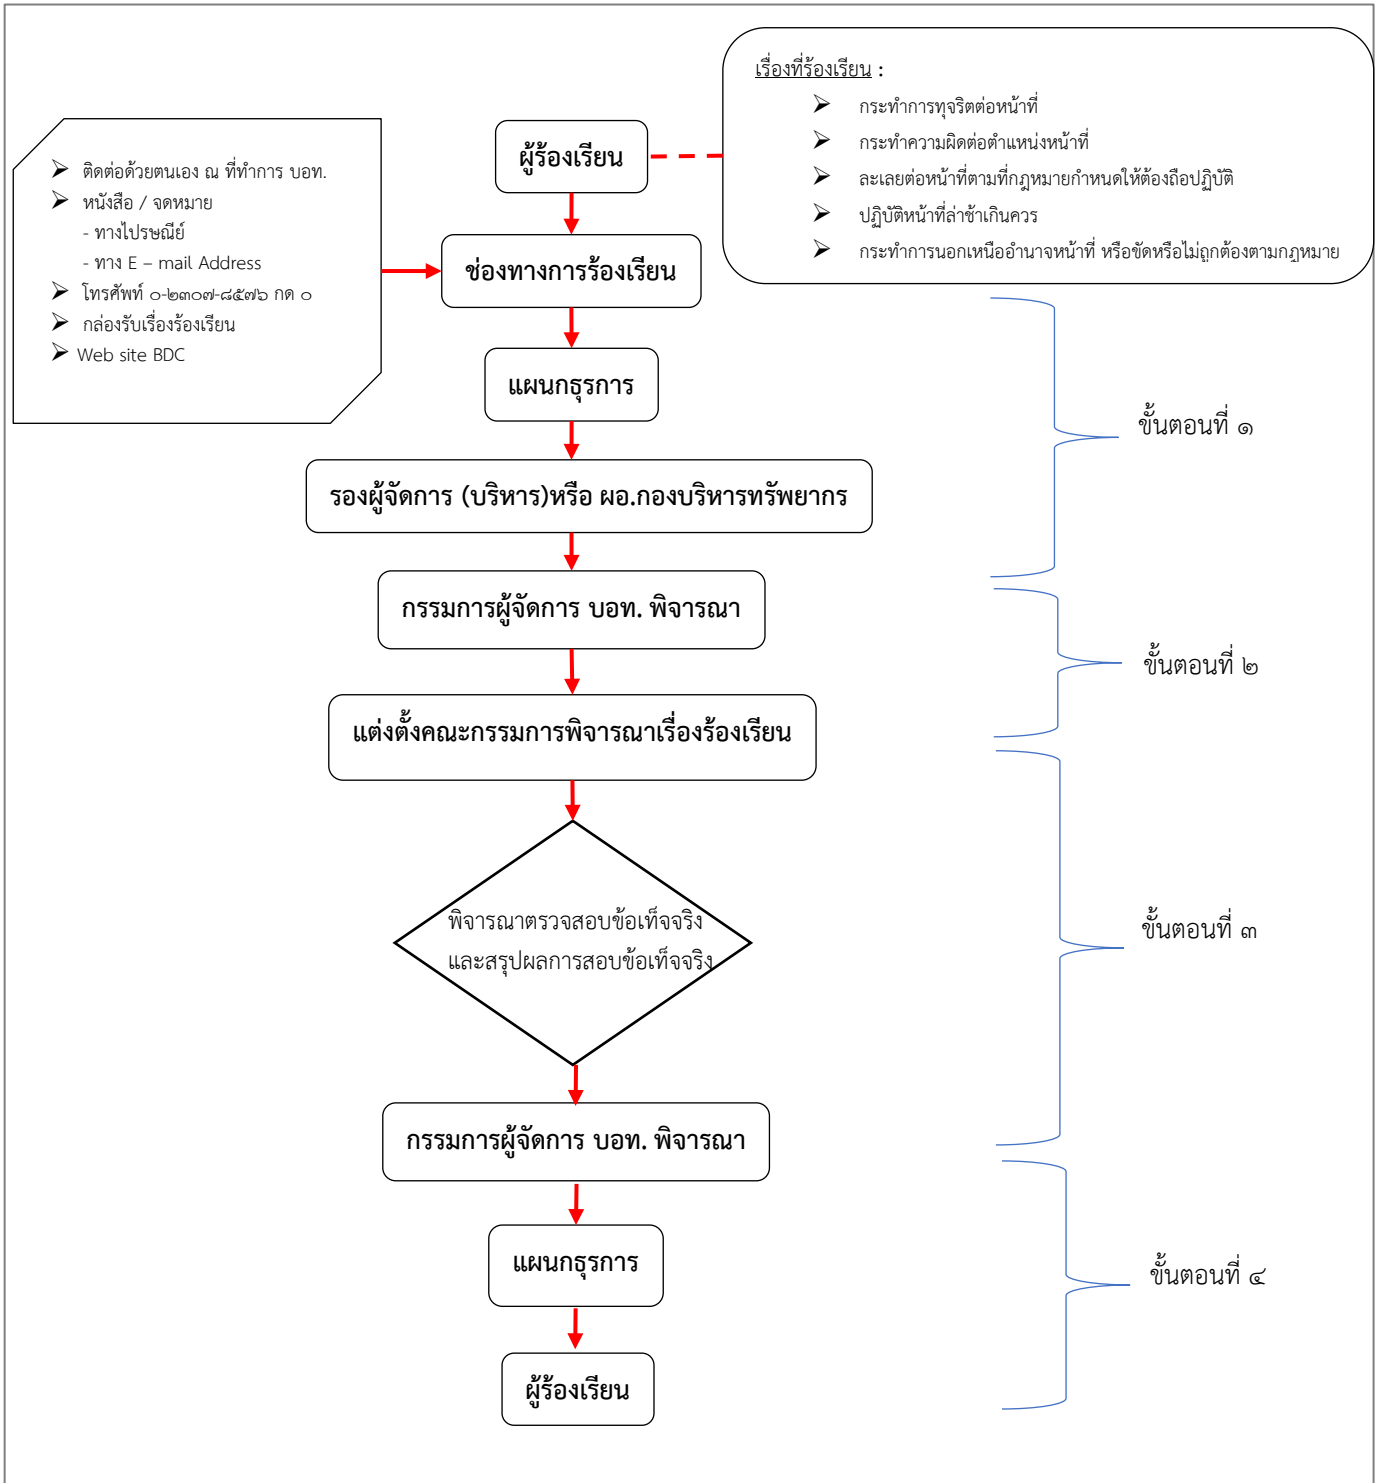 เรื่องที่ร้องเรียน :
➢ กระทำการทุจริตต่อหน้าที่
➢ กระทำความผิดต่อตำแหน่งหน้าที่
➢ ละเลยต่อหน้าที่ตามที่กฎหมายกำหนดให้ต้องถือปฏิบัติ
➢ ปฏิบัติหน้าที่ล่าช้าเกินควร
➢ กระทำการนอกเหนืออำนาจหน้าที่ หรือขัดหรือไม่ถูกต้องตามกฎหมาย
ผู้ร้องเรียน
➢ ติดต่อด้วยตนเอง ณ ที่ทำการ บอท.
➢ หนังสือ / จดหมาย
- ทางไปรษณีย์
- ทาง E – mail Address
➢ โทรศัพท์ ๐-๒๓๐๗-๘๕๗๖ กด ๐
➢ กล่องรับเรื่องร้องเรียน
➢ Web site BDC
ช่องทางการร้องเรียน
แผนกธุรการ
ขั้นตอนที่ ๑
รองผู้จัดการ (บริหาร)หรือ ผอ.กองบริหารทรัพยากร
กรรมการผู้จัดการ บอท. พิจารณา
ขั้นตอนที่ ๒
แต่งตั้งคณะกรรมการพิจารณาเรื่องร้องเรียน
พิจารณาตรวจสอบข้อเท็จจริง
และสรุปผลการสอบข้อเท็จจริง
ขั้นตอนที่ ๓
กรรมการผู้จัดการ บอท. พิจารณา
แผนกธุรการ
ขั้นตอนที่ ๔
ผู้ร้องเรียน